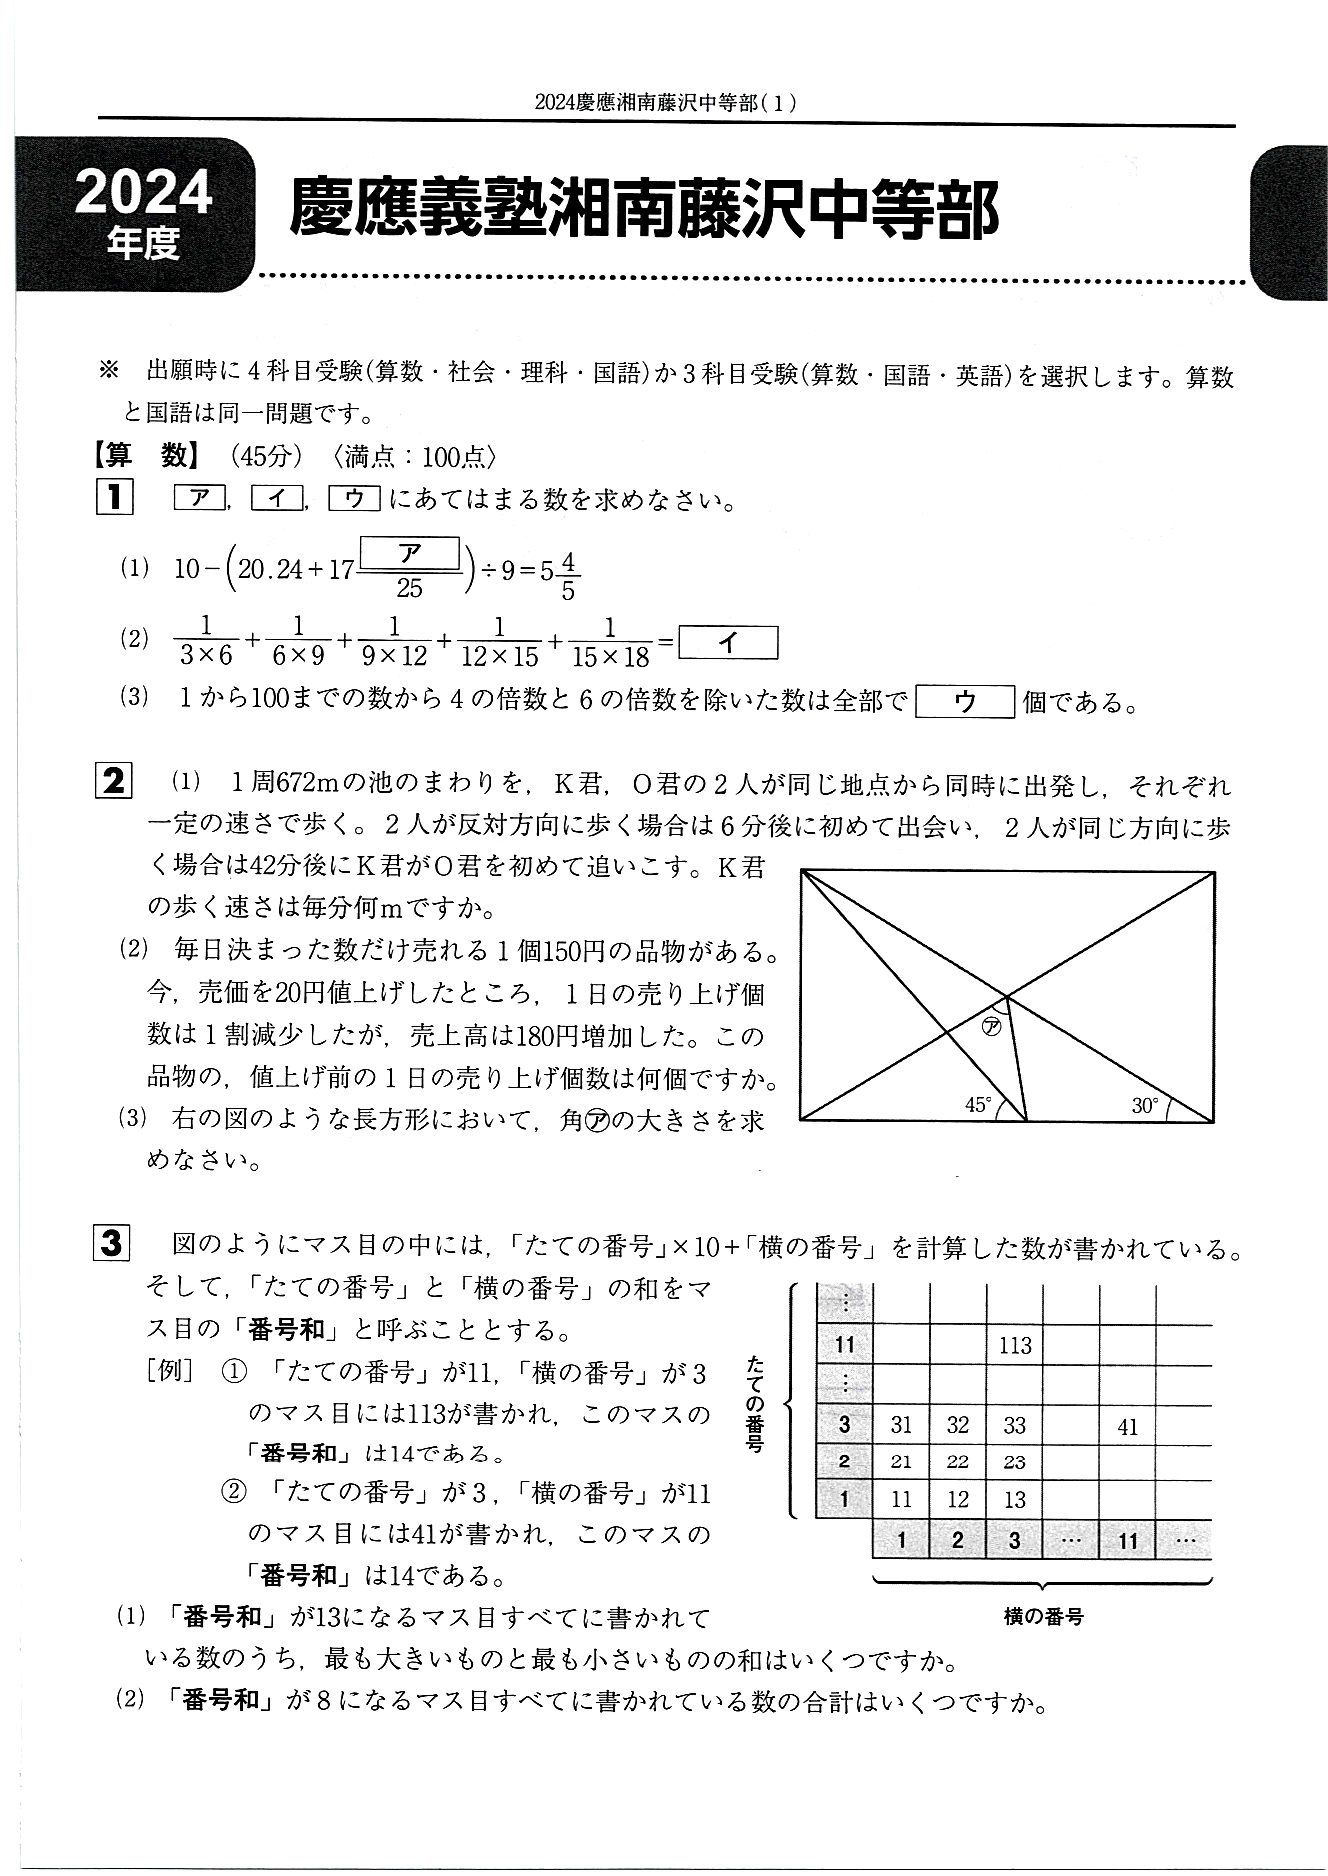 2024慶應湘南藤沢中等部(1)
2024
年度
慶應義塾湘南藤沢中等部
※ 出願時に4科目受験(算数・社会・理科・国語)か3科目受験(算数・国語・英語)を選択します。算数
と国語は同一問題です。
【算 数】 (45分) 〈満点：100点〉
1 ア, イ, ウ にあてはまる数を求めなさい。
(1) 10−(20.24+17 ア/25)÷9=5 4/5
(2) 1/(3×6)+1/(6×9)+1/(9×12)+1/(12×15)+1/(15×18)= イ
(3) 1から100までの数から4の倍数と6の倍数を除いた数は全部で ウ 個である。
2 (1) 1周672mの池のまわりを，K君，O君の2人が同じ地点から同時に出発し，それぞれ
一定の速さで歩く。2人が反対方向に歩く場合は6分後に初めて出会い，2人が同じ方向に歩
く場合は42分後にK君がO君を初めて追いこす。K君
の歩く速さは毎分何mですか。
(2) 毎日決まった数だけ売れる1個150円の品物がある。
今，売価を20円値上げしたところ，1日の売り上げ個
数は1割減少したが，売上高は180円増加した。この
品物の，値上げ前の1日の売り上げ個数は何個ですか。
(3) 右の図のような長方形において，角㋐の大きさを求
めなさい。
㋐
45°
30°
3 図のようにマス目の中には，「たての番号」×10+「横の番号」を計算した数が書かれている。
そして，「たての番号」と「横の番号」の和をマ
ス目の「番号和」と呼ぶこととする。
[例] ① 「たての番号」が11，「横の番号」が3
のマス目には113が書かれ，このマスの
「番号和」は14である。
② 「たての番号」が3，「横の番号」が11
のマス目には41が書かれ，このマスの
「番号和」は14である。
(1) 「番号和」が13になるマス目すべてに書かれて
いる数のうち，最も大きいものと最も小さいものの和はいくつですか。
(2) 「番号和」が8になるマス目すべてに書かれている数の合計はいくつですか。
たての番号
⋮
11 113
⋮
3 31 32 33 41
2 21 22 23
1 11 12 13
1 2 3 … 11 …
横の番号